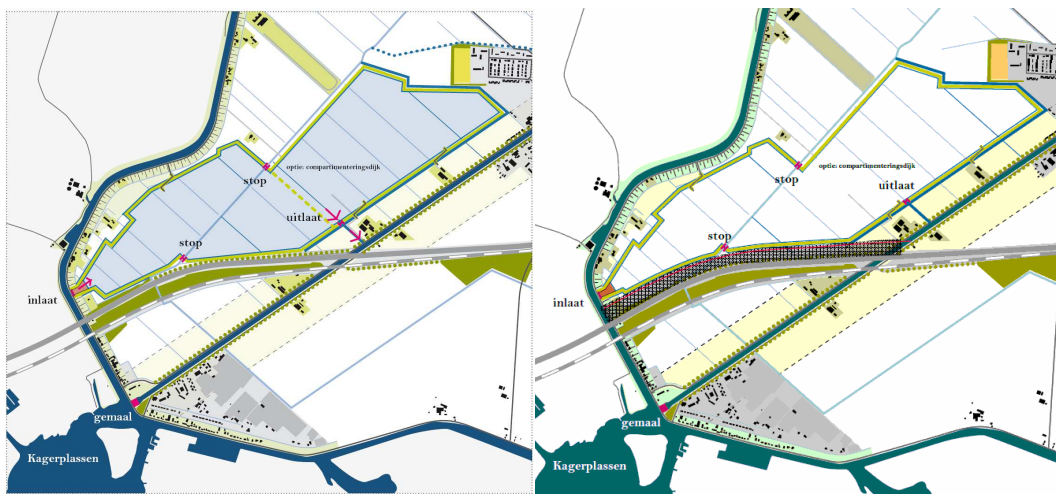 optie: compartimenteringsdijk
stop
uitlaat
stop
inlaat
gemaal
Kagerplassen
optie: compartimenteringsdijk
stop
uitlaat
stop
inlaat
gemaal
Kagerplassen